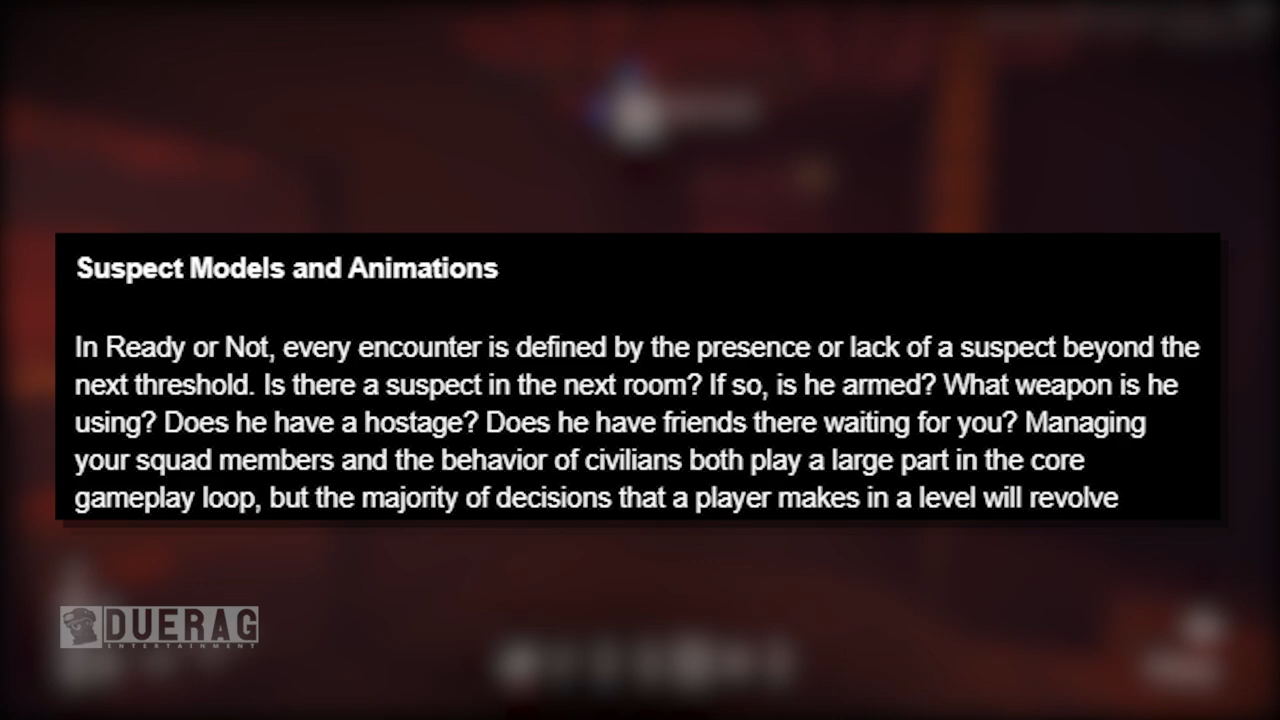 Suspect Models and Animations
In Ready or Not, every encounter is defined by the presence or lack of a suspect beyond the
next threshold. Is there a suspect in the next room? If so, is he armed? What weapon is he
using? Does he have a hostage? Does he have friends there waiting for you? Managing
your squad members and the behavior of civilians both play a large part in the core
gameplay loop, but the majority of decisions that a player makes in a level will revolve
DUERAG
ENTERTAINMENT